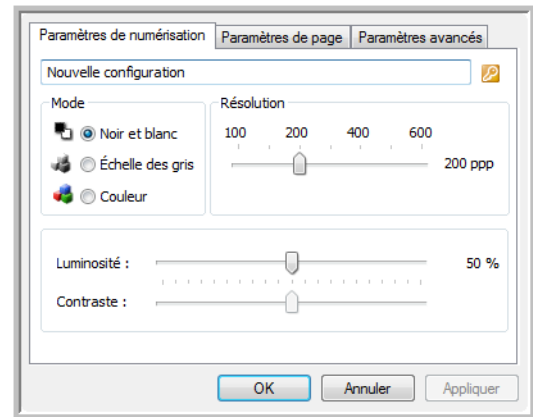 Paramètres de numérisation Paramètres de page Paramètres avancés
Nouvelle configuration
Mode Résolution
Noir et blanc 100 200 400 600
Échelle des gris 200 ppp
Couleur
Luminosité : 50 %
Contraste :
OK Annuler Appliquer